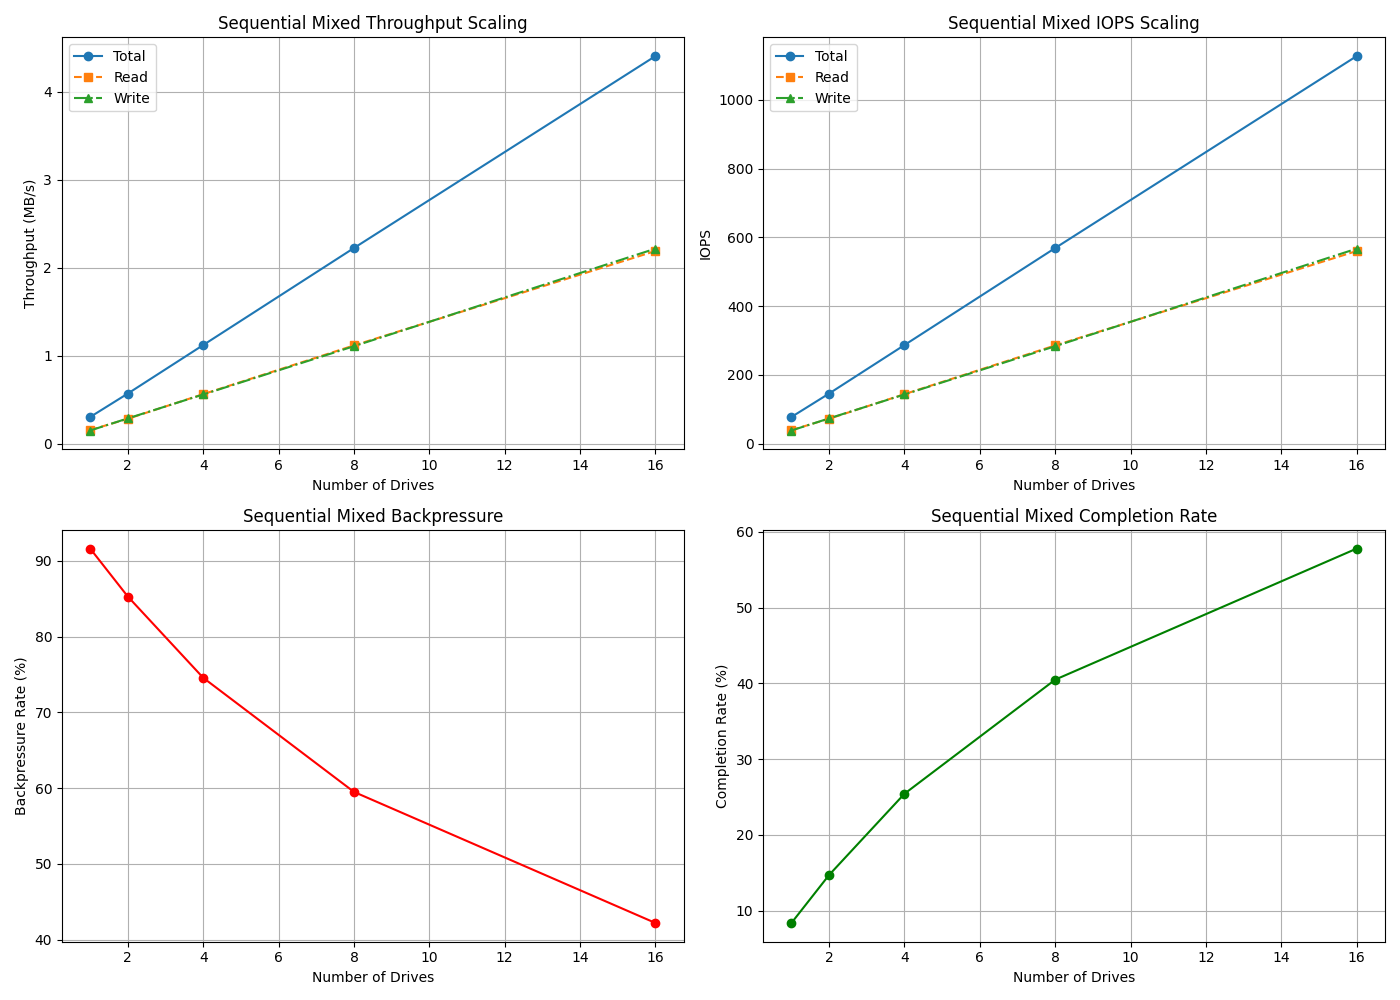 Sequential Mixed Throughput Scaling
Total
Read
Write
Throughput (MB/s)
4
3
2
1
0
2 4 6 8 10 12 14 16
Number of Drives
Sequential Mixed IOPS Scaling
Total
Read
Write
IOPS
1000
800
600
400
200
0
2 4 6 8 10 12 14 16
Number of Drives
Sequential Mixed Backpressure
Backpressure Rate (%)
90
80
70
60
50
40
2 4 6 8 10 12 14 16
Number of Drives
Sequential Mixed Completion Rate
Completion Rate (%)
60
50
40
30
20
10
2 4 6 8 10 12 14 16
Number of Drives